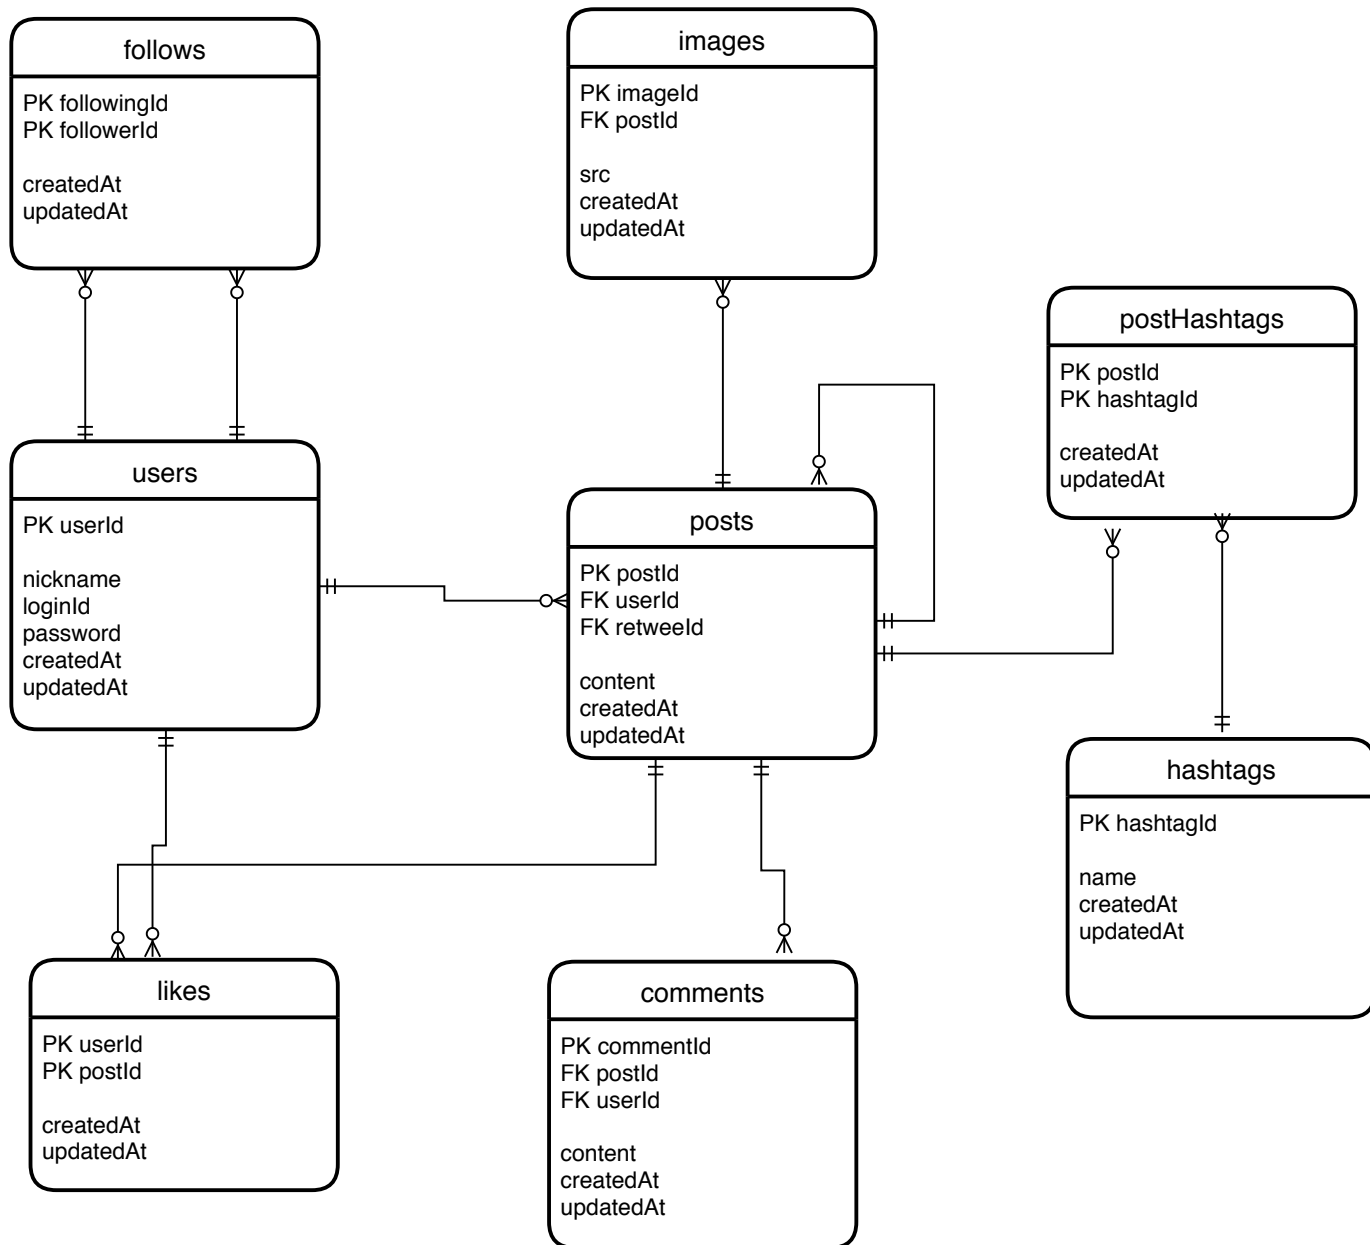 follows
PK followingId
PK followerId
createdAt
updatedAt
images
PK imageId
FK postId
src
createdAt
updatedAt
postHashtags
PK postId
PK hashtagId
createdAt
updatedAt
users
PK userId
nickname
loginId
password
createdAt
updatedAt
posts
PK postId
FK userId
FK retweeId
content
createdAt
updatedAt
hashtags
PK hashtagId
name
createdAt
updatedAt
likes
PK userId
PK postId
createdAt
updatedAt
comments
PK commentId
FK postId
FK userId
content
createdAt
updatedAt